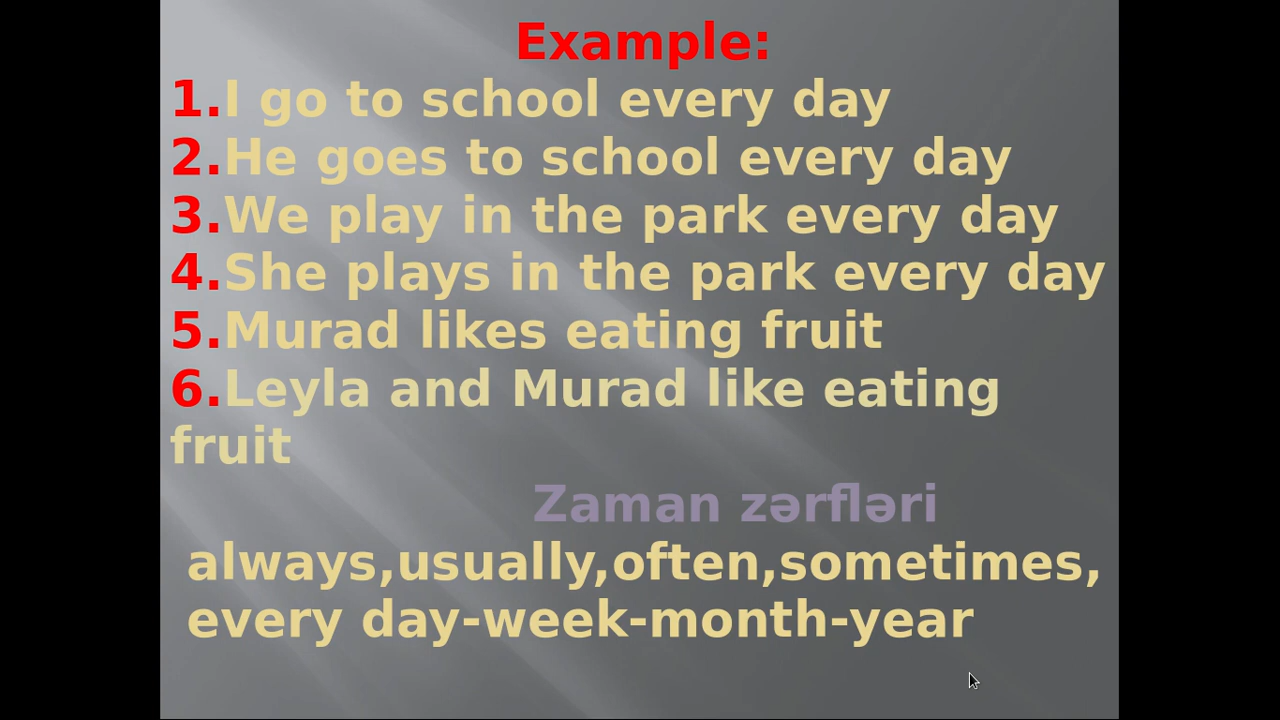 Example:
1.I go to school every day
2.He goes to school every day
3.We play in the park every day
4.She plays in the park every day
5.Murad likes eating fruit
6.Leyla and Murad like eating
fruit
Zaman zərfləri
always,usually,often,sometimes,
every day-week-month-year